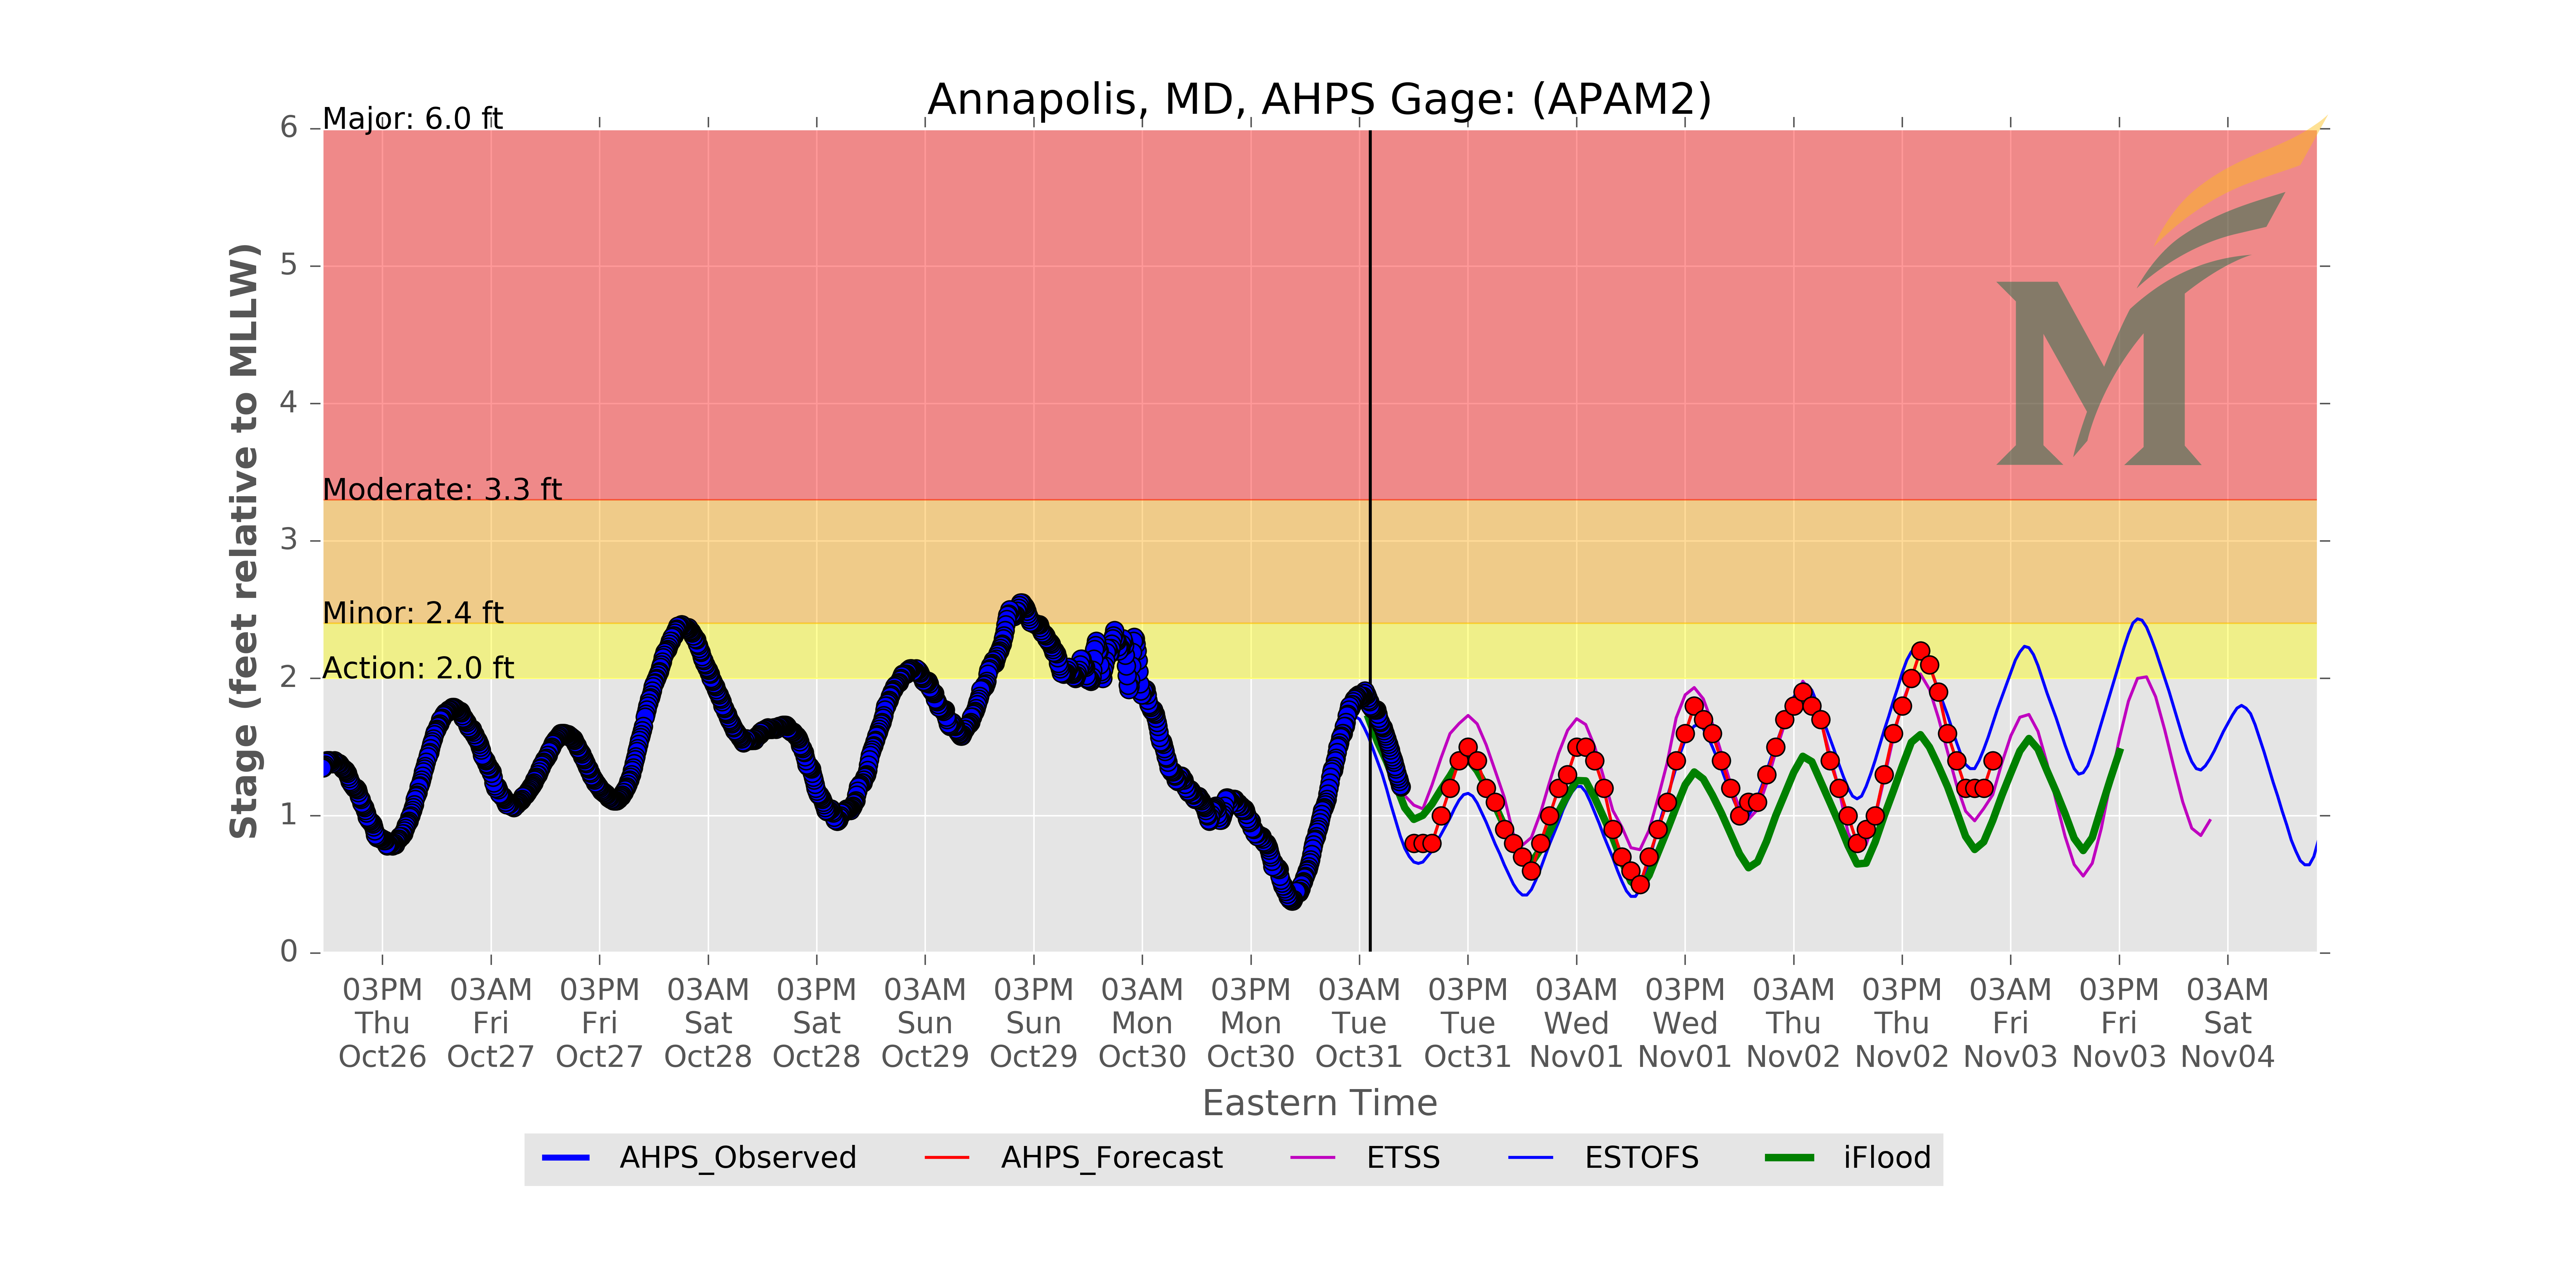 Annapolis, MD, AHPS Gage: (APAM2)
Major: 6.0 ft
Moderate: 3.3 ft
Minor: 2.4 ft
Action: 2.0 ft
6
5
4
3
2
1
0
Stage (feet relative to MLLW)
M
03PM 03AM 03PM 03AM 03PM 03AM 03PM 03AM 03PM 03AM 03PM 03AM 03PM 03AM 03PM 03AM 03PM 03AM
Thu Fri Fri Sat Sat Sun Sun Mon Mon Tue Tue Wed Wed Thu Thu Fri Fri Sat
Oct26 Oct27 Oct27 Oct28 Oct28 Oct29 Oct29 Oct30 Oct30 Oct31 Oct31 Nov01 Nov01 Nov02 Nov02 Nov03 Nov03 Nov04
Eastern Time
AHPS_Observed AHPS_Forecast ETSS ESTOFS iFlood